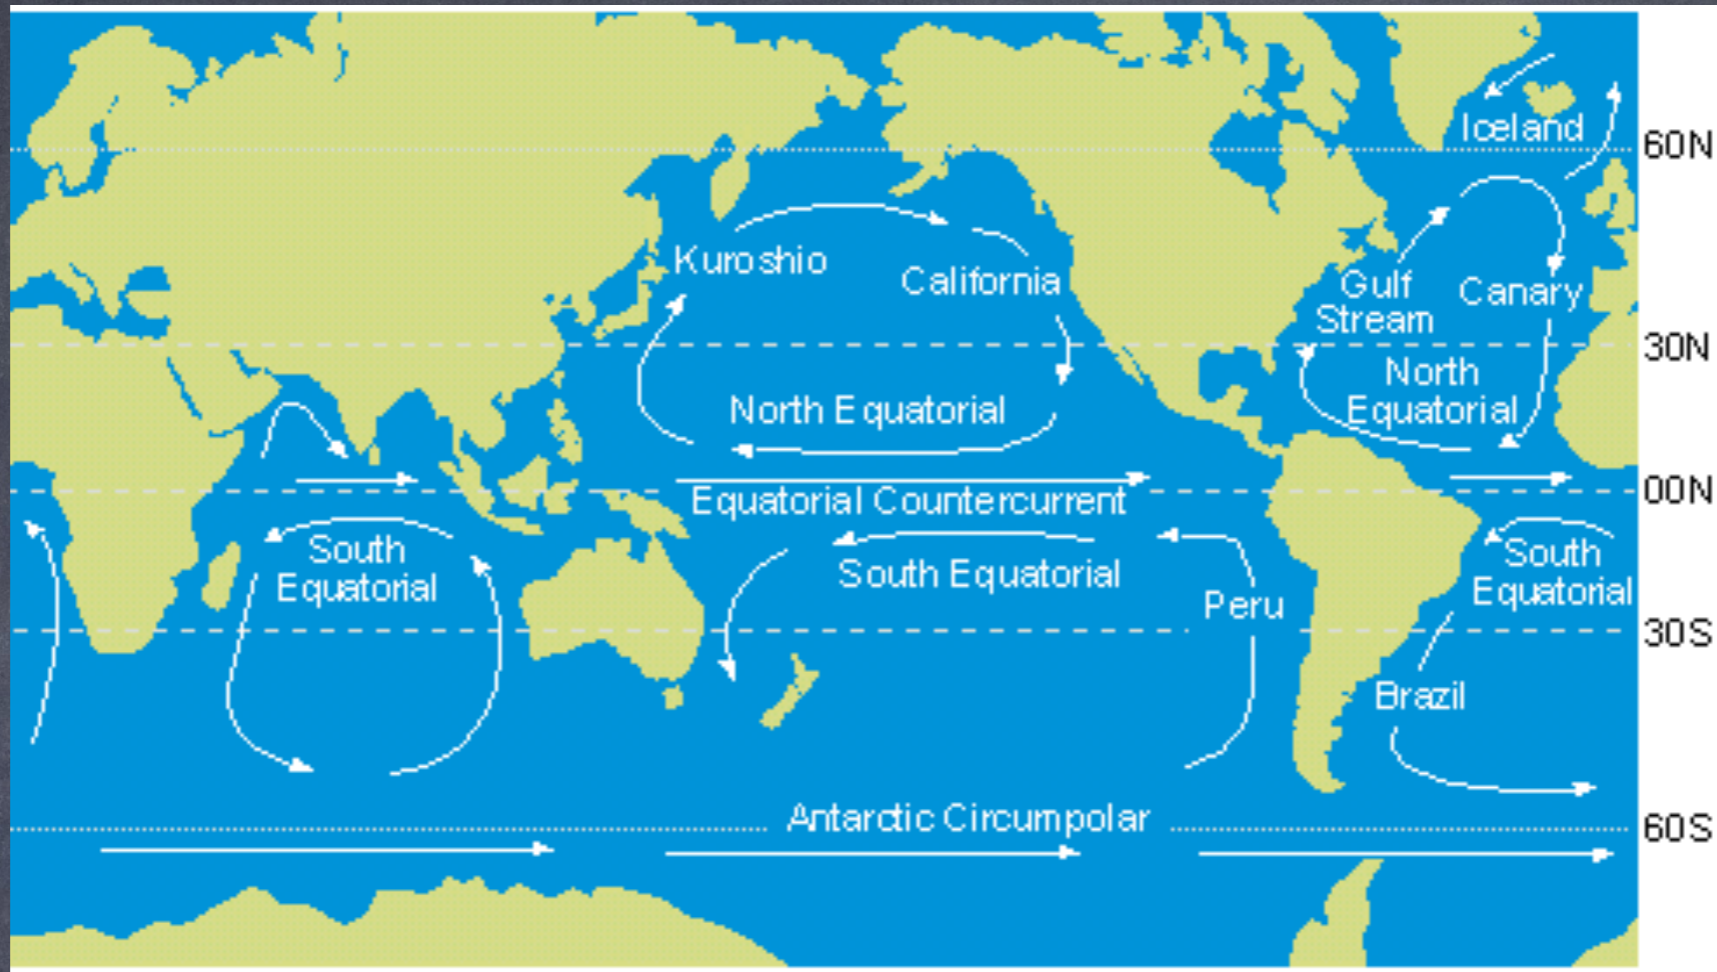 Iceland
60N
Kuroshio
California
Gulf
Stream
Canary
30N
North
Equatorial
North Equatorial
00N
Equatorial Countercurrent
South
Equatorial
South Equatorial
South
Equatorial
Peru
30S
Brazil
Antarctic Circumpolar
60S